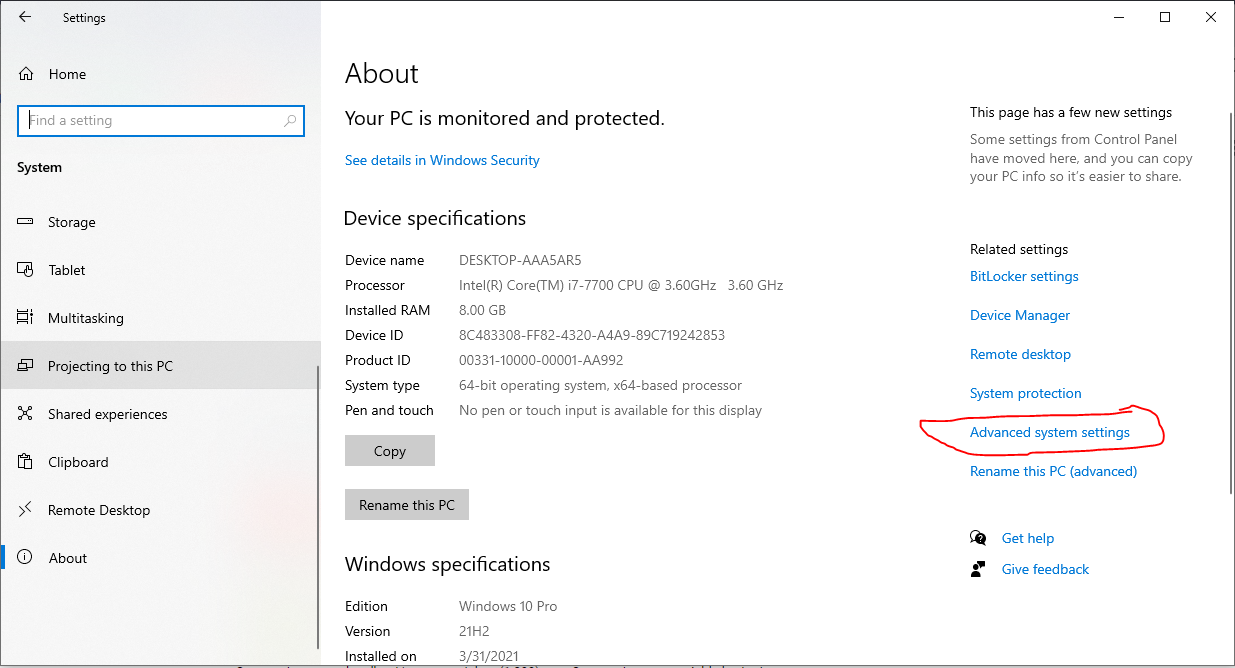 Settings
Home
Find a setting
System
Storage
Tablet
Multitasking
Projecting to this PC
Shared experiences
Clipboard
Remote Desktop
About
About
Your PC is monitored and protected.
See details in Windows Security
Device specifications
Device name DESKTOP-AAA5AR5
Processor Intel(R) Core(TM) i7-7700 CPU @ 3.60GHz 3.60 GHz
Installed RAM 8.00 GB
Device ID 8C483308-FF82-4320-A4A9-89C719242853
Product ID 00331-10000-00001-AA992
System type 64-bit operating system, x64-based processor
Pen and touch No pen or touch input is available for this display
Copy
Rename this PC
Windows specifications
Edition Windows 10 Pro
Version 21H2
Installed on 3/31/2021
This page has a few new settings
Some settings from Control Panel
have moved here, and you can copy
your PC info so it’s easier to share.
Related settings
BitLocker settings
Device Manager
Remote desktop
System protection
Advanced system settings
Rename this PC (advanced)
Get help
Give feedback